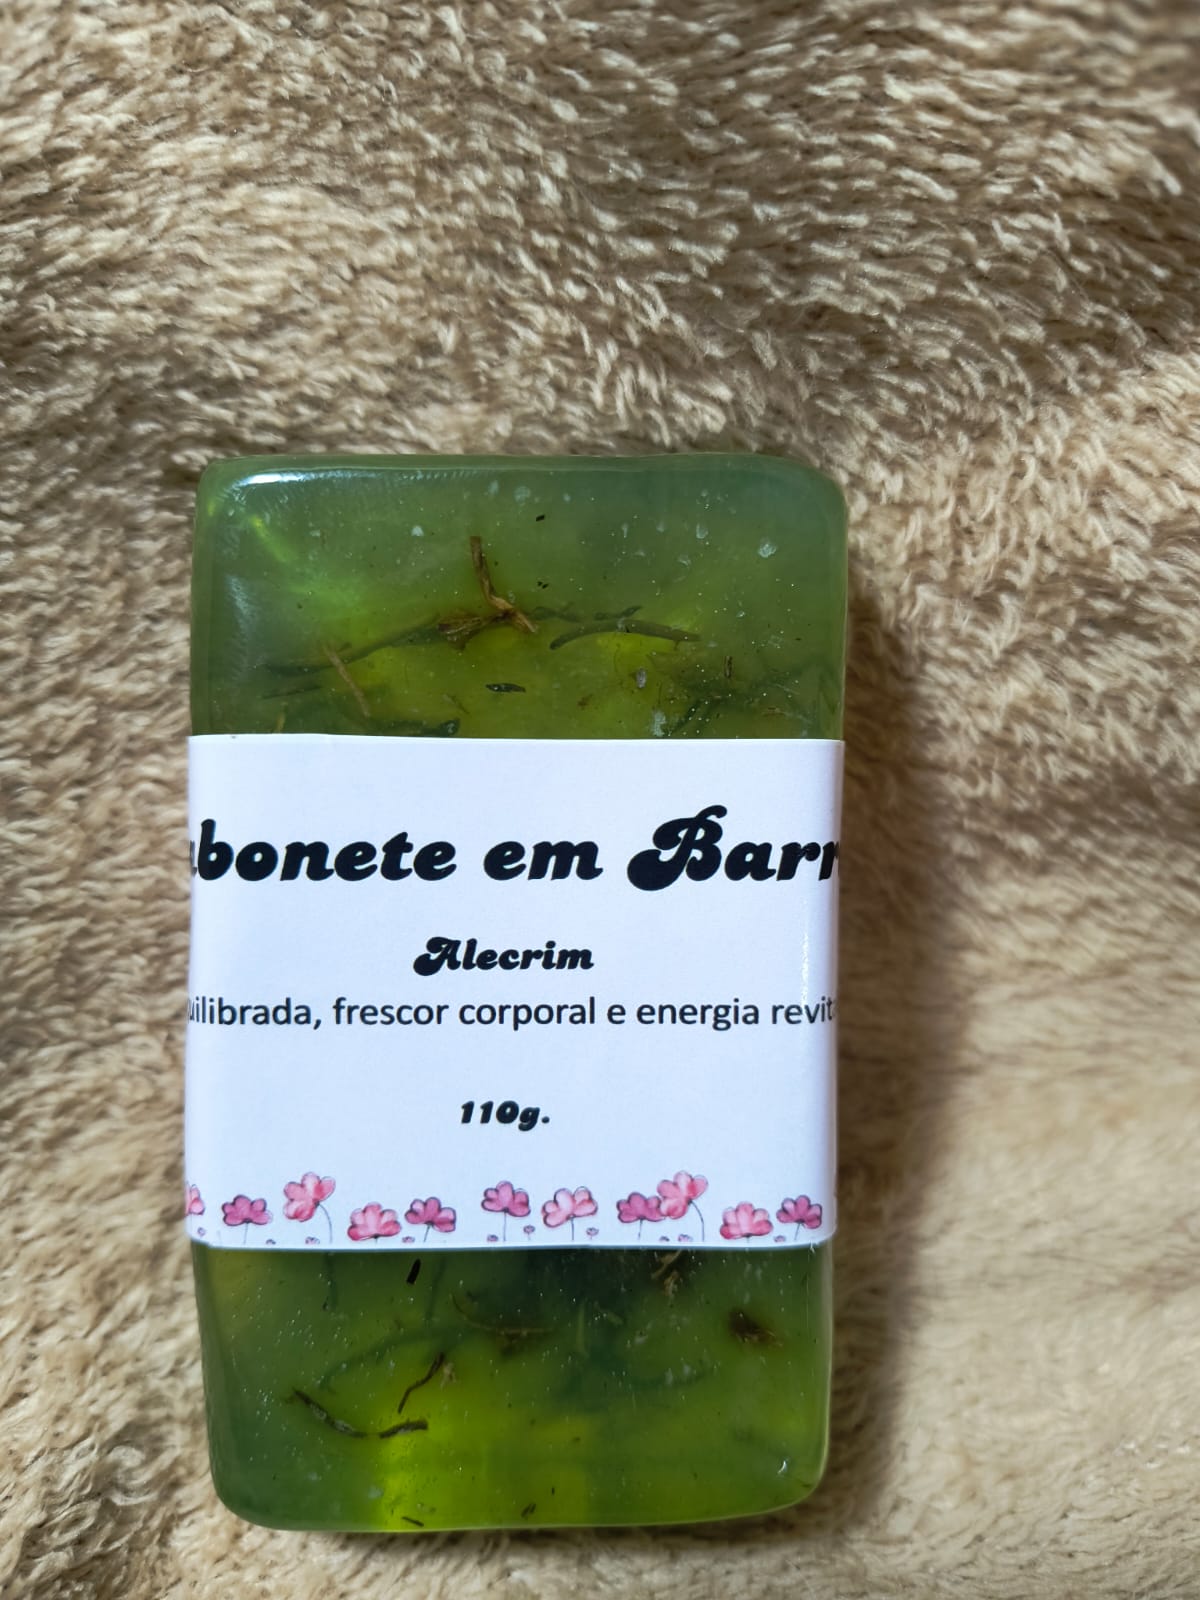 abonete em Barr
Alecrim
uilibrada, frescor corporal e energia revit
110g.